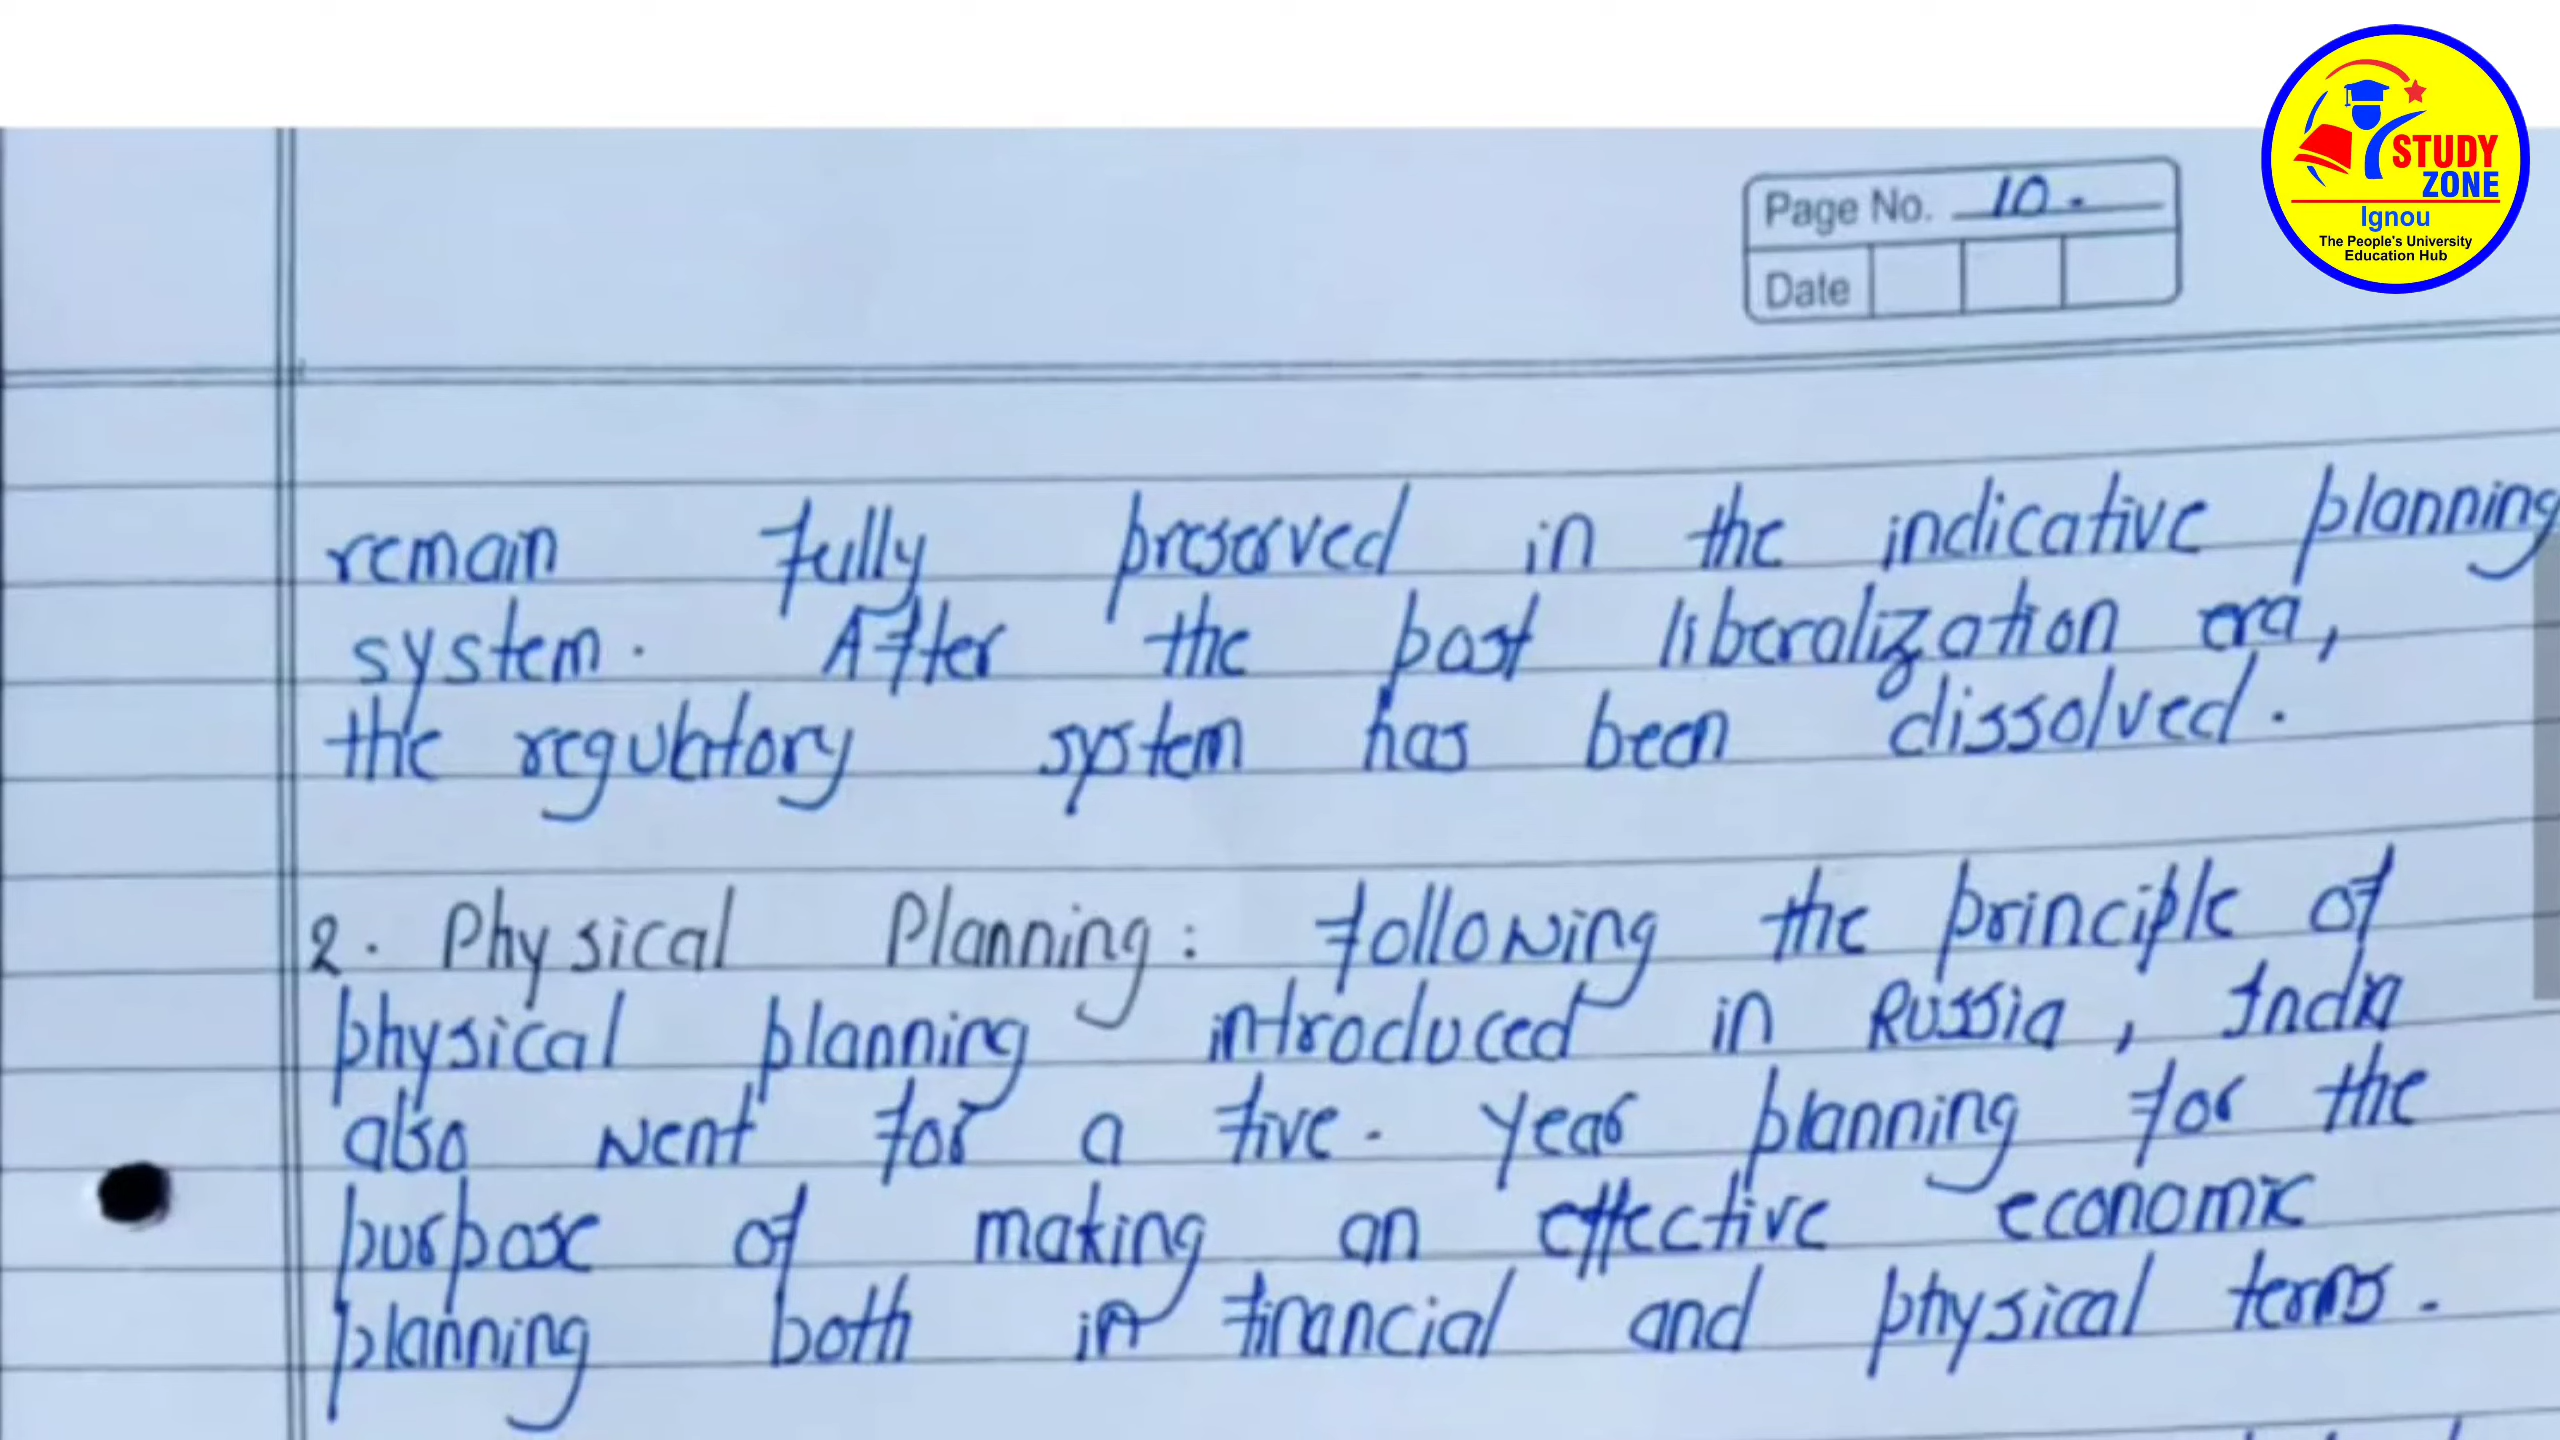 Page No. 10.
Date
STUDY
ZONE
Ignou
The People's University
Education Hub
remain fully preserved in the indicative planning
system. After the post liberalization era,
the regulatory system has been dissolved.
2. Physical Planning: following the principle of
physical planning introduced in Russia, India
also went for a five-year planning for the
purpose of making an effective economic
planning both in financial and physical terms.